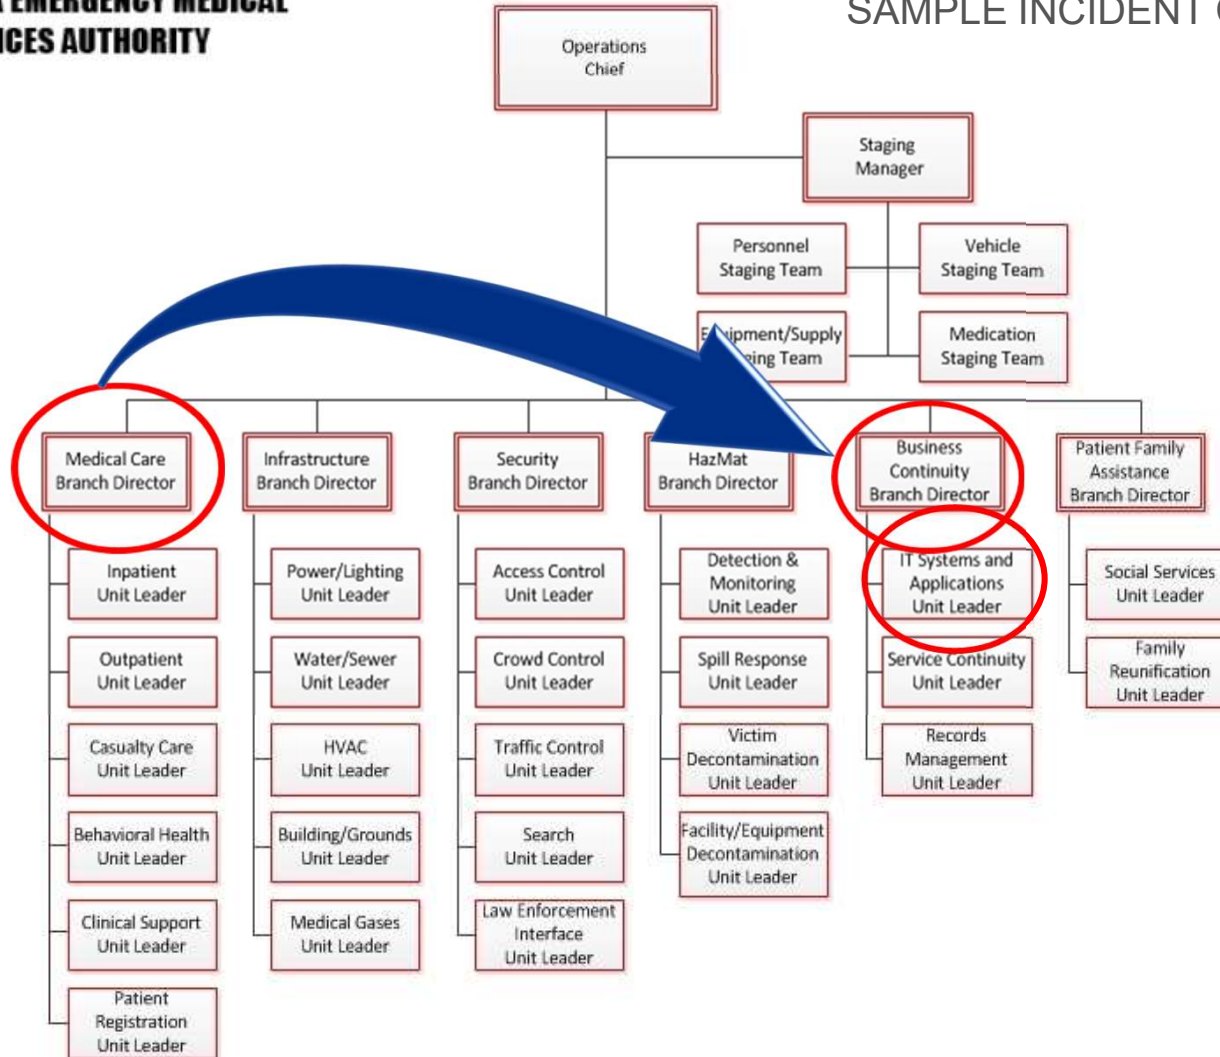 EMERGENCY MEDICAL
SAMPLE INCIDENT
AUTHORITY
Operations
Chief
Staging
Manager
Personnel
Staging Team
Vehicle
Staging Team
Team
Medication
Staging Team
Medical Care
Branch Director
Infrastructure
Branch Director
Security
Branch Director
HazMat
Branch Director
Business
Continuity
Branch Director
Patient Family
Assistance
Branch Director
Inpatient
Unit Leader
Outpatient
Unit Leader
Casualty Care
Unit Leader
Behavioral Health
Unit Leader
Clinical Support
Unit Leader
Patient
Registration
Unit Leader
Power/Lighting
Unit Leader
Water/Sewer
Unit Leader
HVAC
Unit Leader
Building/Grounds
Unit Leader
Medical Gases
Unit Leader
Access Control
Unit Leader
Crowd Control
Unit Leader
Traffic Control
Unit Leader
Search
Unit Leader
Law Enforcement
Interface
Unit Leader
Detection &
Monitoring
Unit Leader
Spill Response
Unit Leader
Victim
Decontamination
Unit Leader
Facility/Equipment
Decontamination
Unit Leader
IT Systems and
Applications
Unit Leader
Service Continuity
Unit Leader
Records
Management
Unit Leader
Social Services
Unit Leader
Family
Reunification
Unit Leader